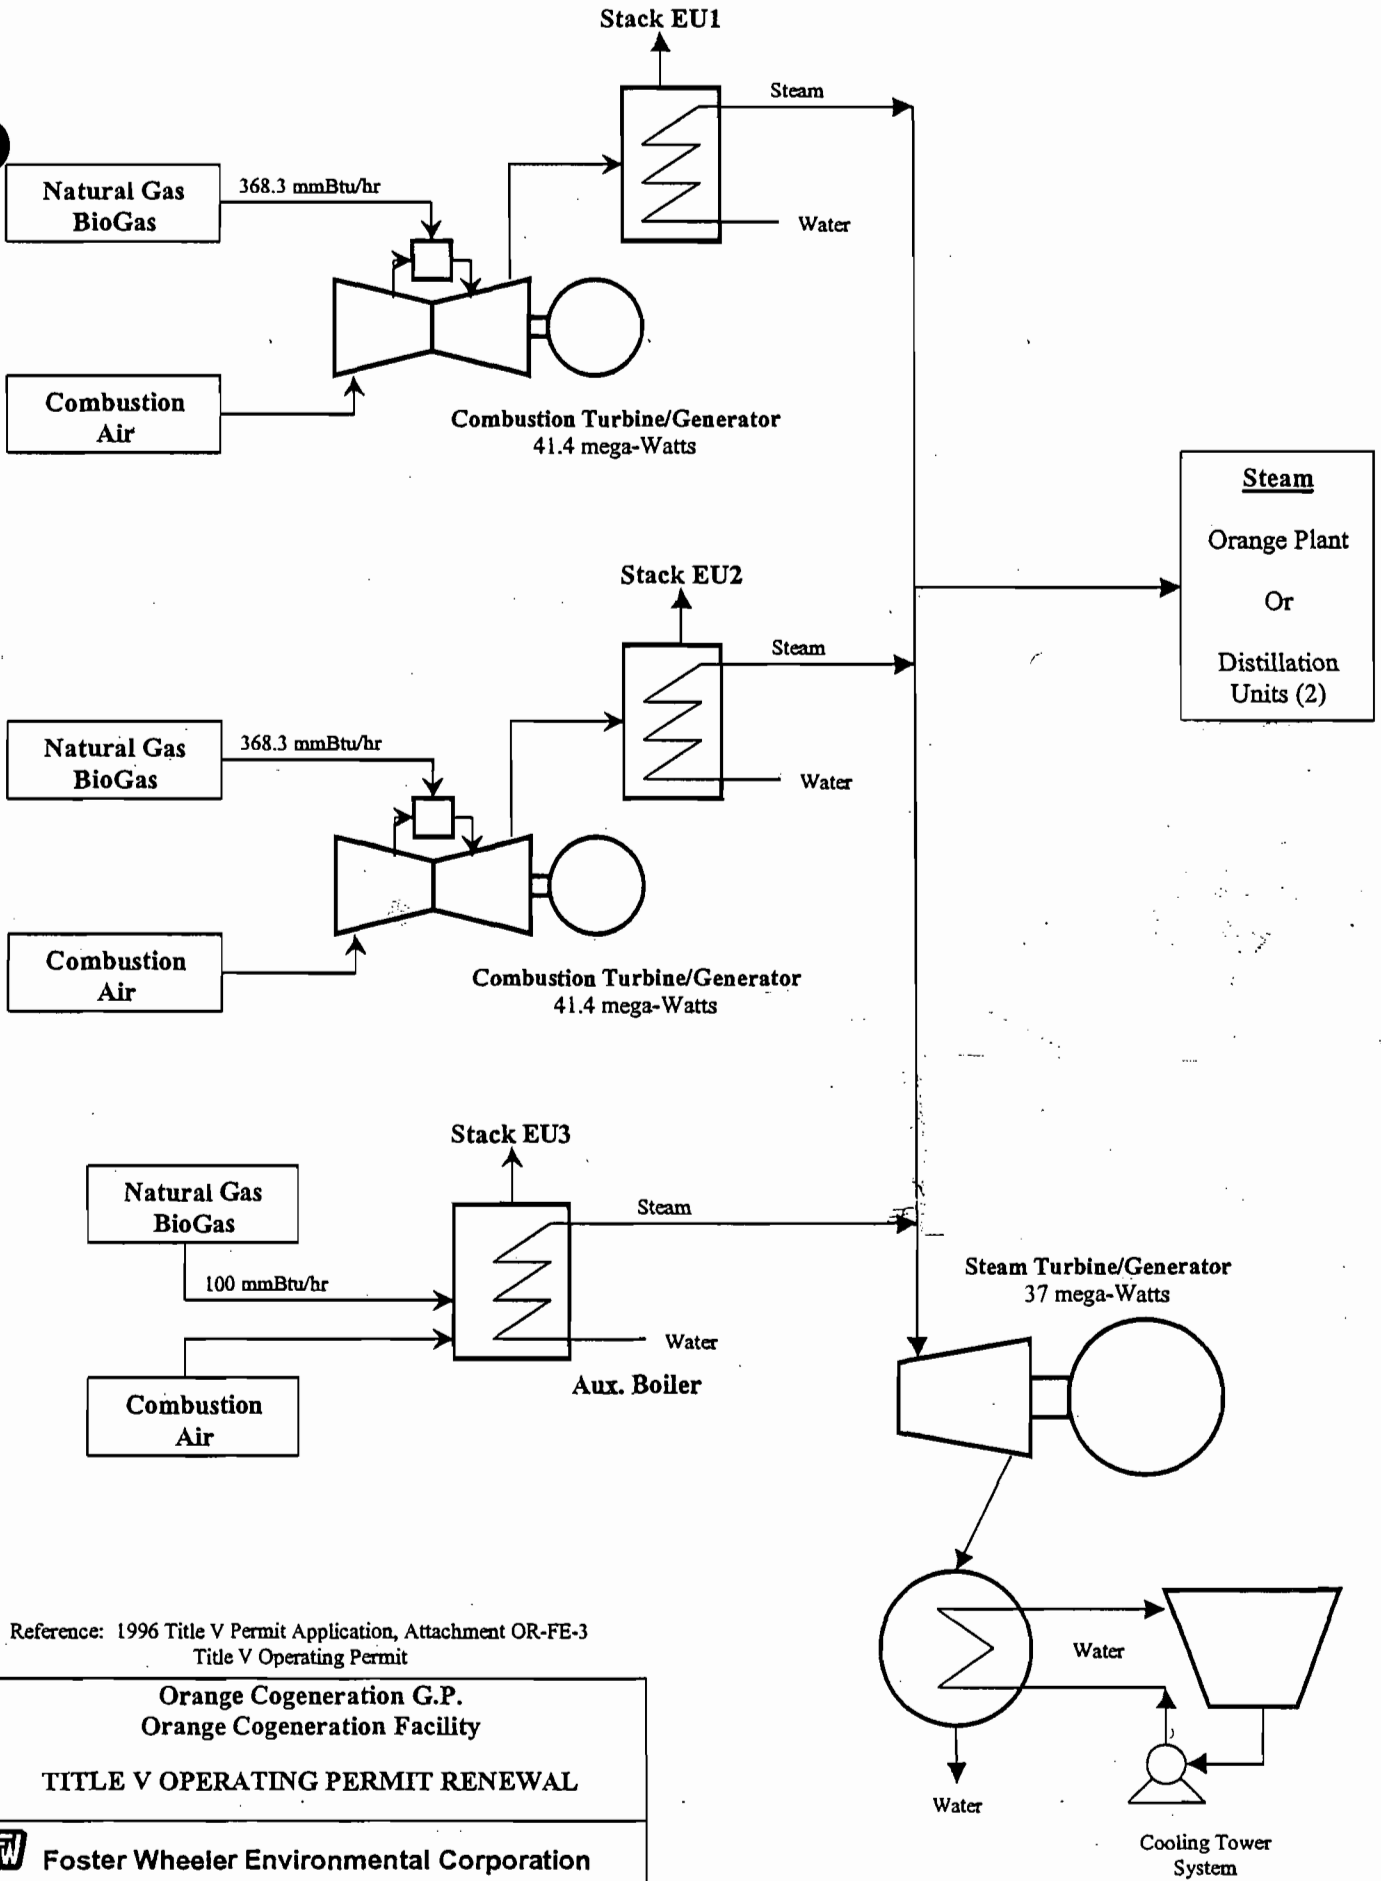 Stack EU1
Steam
Natural Gas
BioGas
368.3 mmBtu/hr
Water
Combustion
Air
Combustion Turbine/Generator
41.4 mega-Watts
Steam
Orange Plant
Or
Distillation
Units (2)
Stack EU2
Steam
Natural Gas
BioGas
368.3 mmBtu/hr
Water
Combustion
Air
Combustion Turbine/Generator
41.4 mega-Watts
Stack EU3
Natural Gas
BioGas
Steam
100 mmBtu/hr
Water
Aux. Boiler
Combustion
Air
Steam Turbine/Generator
37 mega-Watts
Water
Water
Cooling Tower
System
Reference: 1996 Title V Permit Application, Attachment OR-FE-3
Title V Operating Permit
Orange Cogeneration G.P.
Orange Cogeneration Facility
TITLE V OPERATING PERMIT RENEWAL
FW Foster Wheeler Environmental Corporation